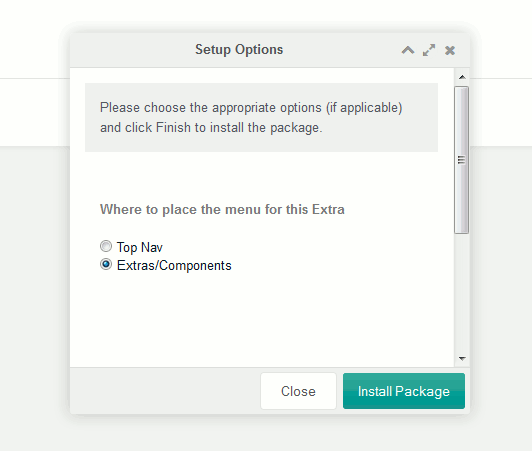 Setup Options
Please choose the appropriate options (if applicable)
and click Finish to install the package.
Where to place the menu for this Extra
Top Nav
Extras/Components
Close
Install Package